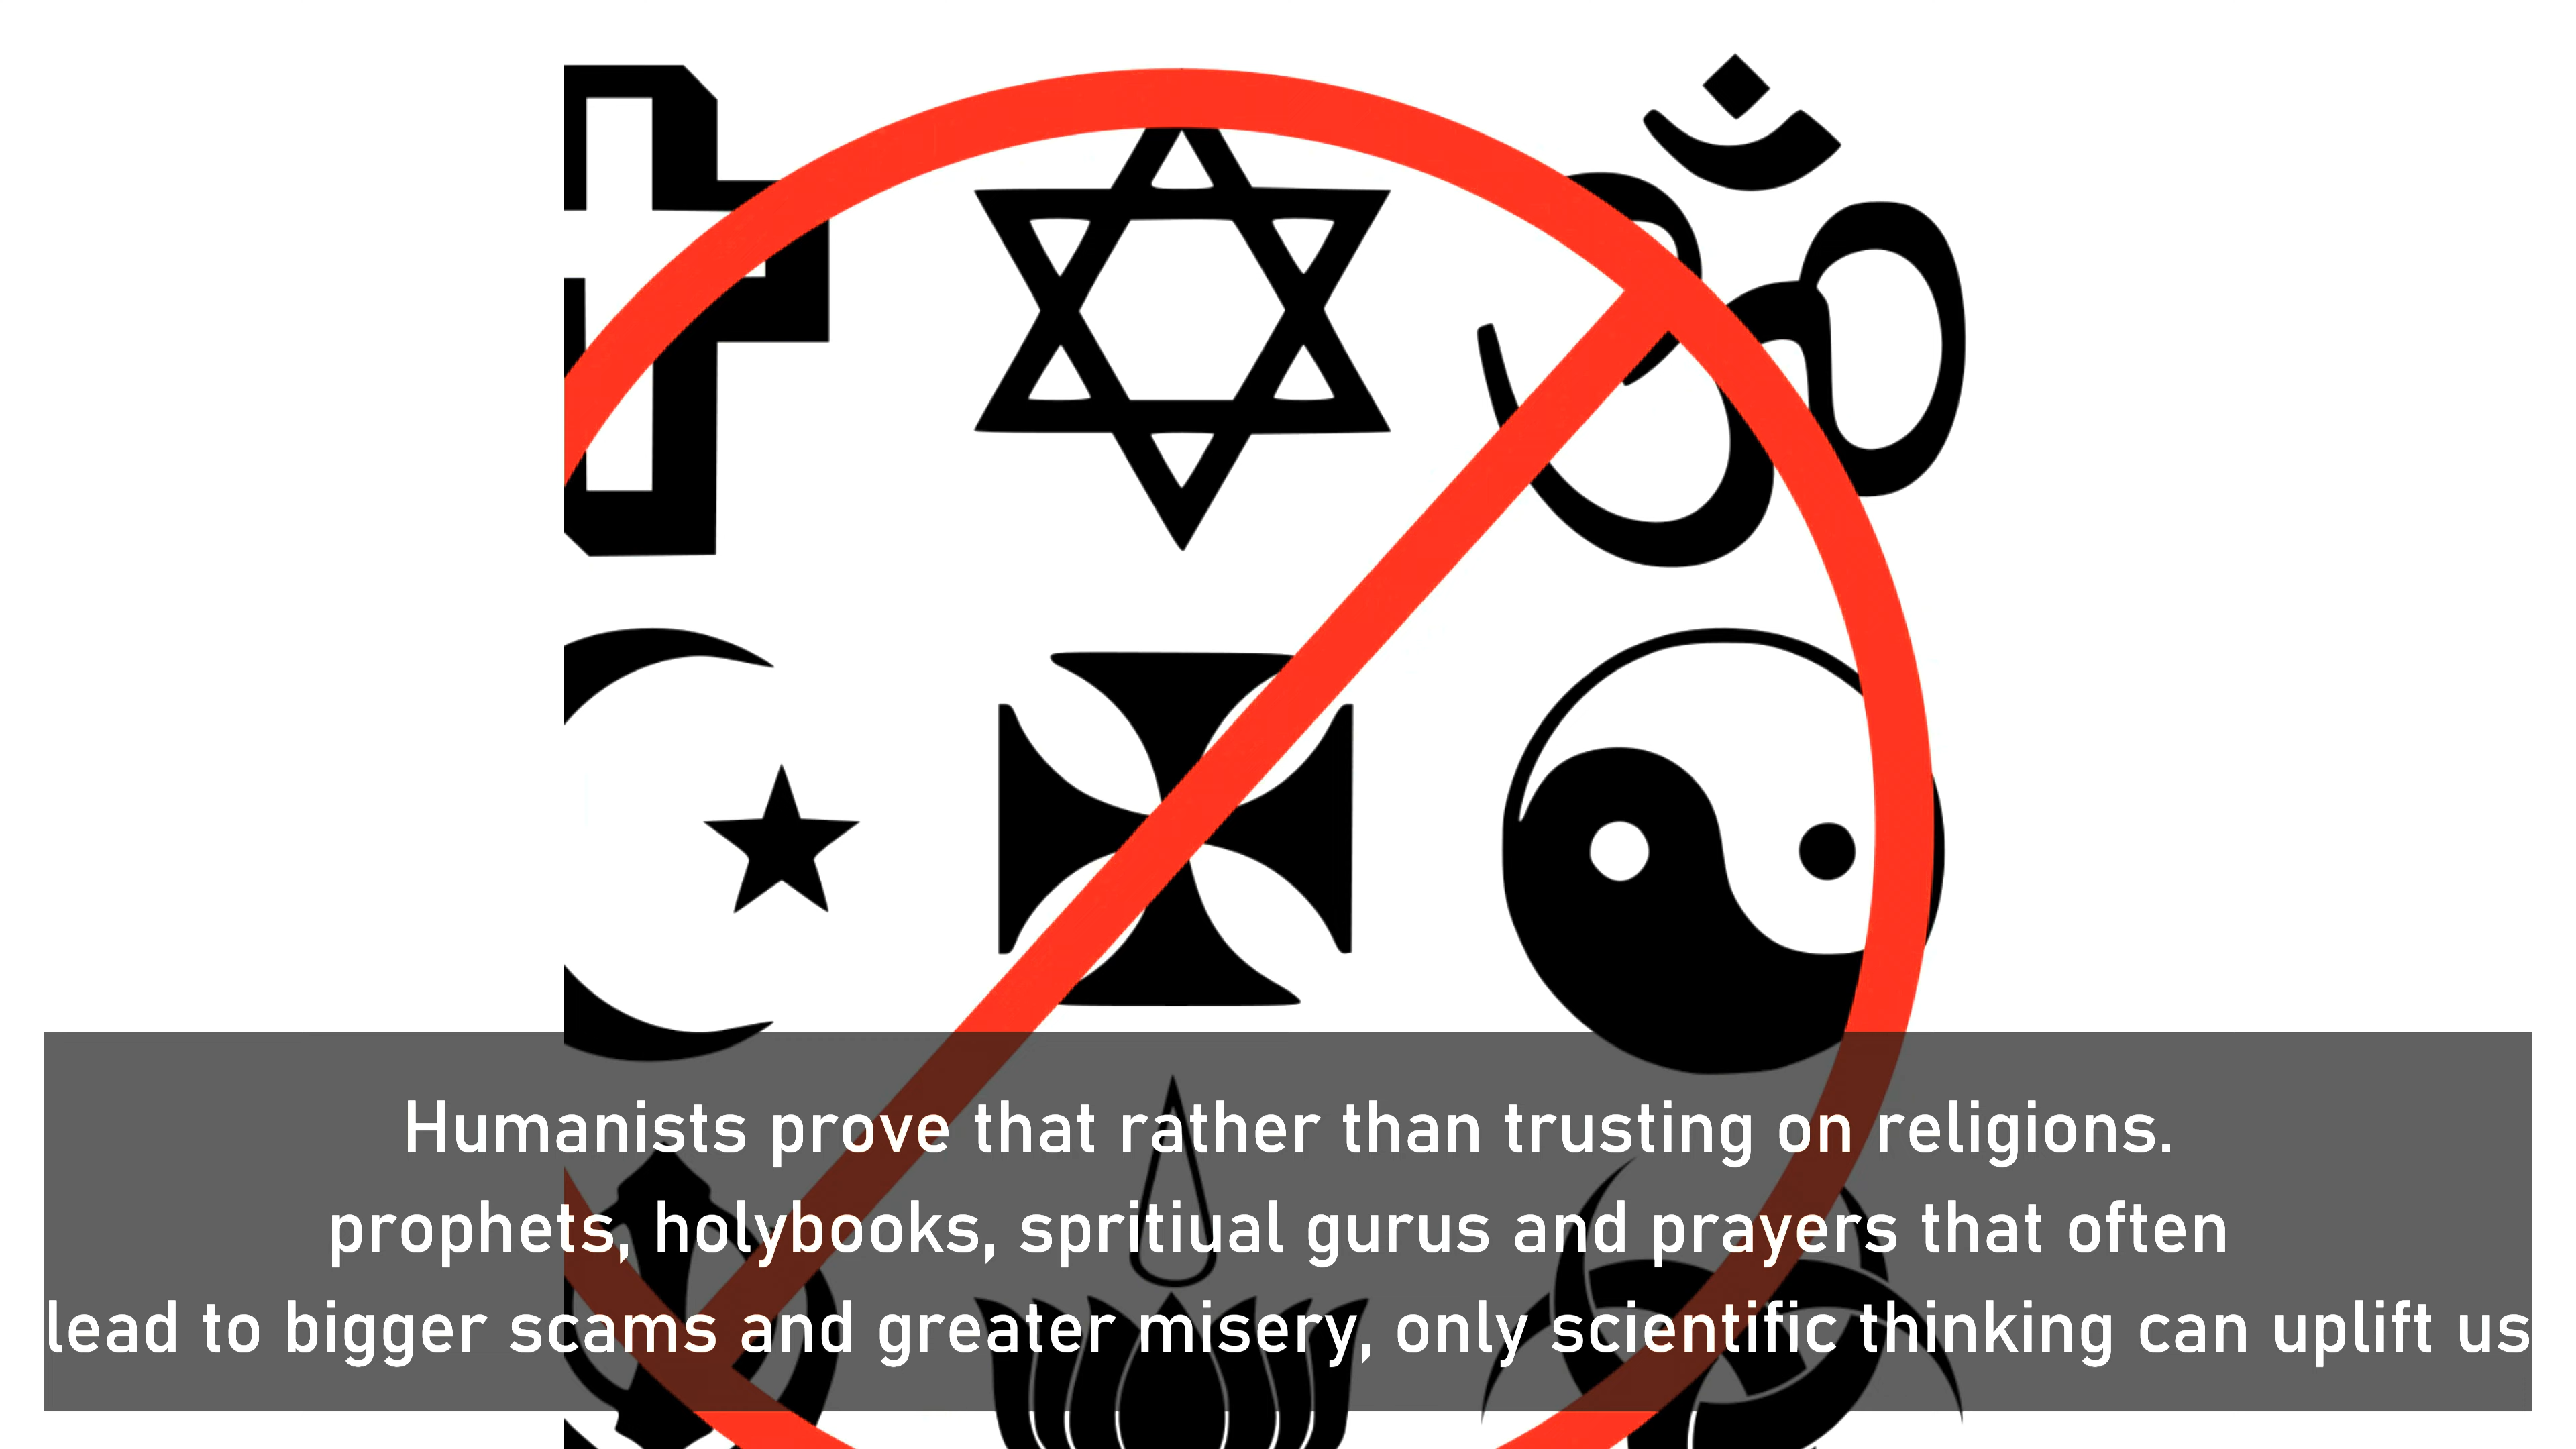 Humanists prove that rather than trusting on religions.
prophets, holybooks, spritiual gurus and prayers that often
lead to bigger scams and greater misery, only scientific thinking can uplift us